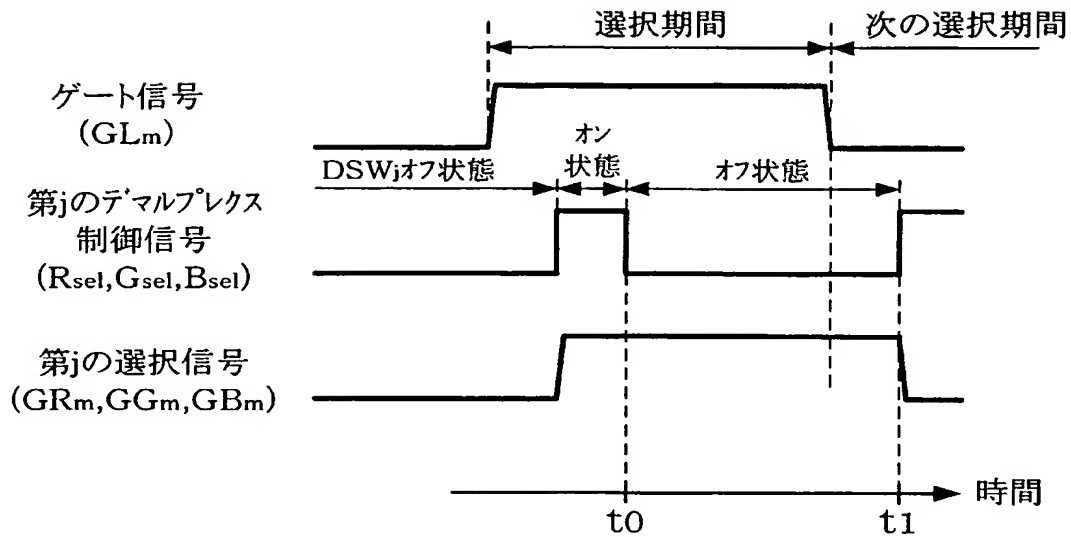 選択期間
次の選択期間
ゲート信号
(GLm)
オン
状態
DSWjオフ状態
オフ状態
第jのデマルプレクス
制御信号
(Rsel,Gsel,Bsel)
第jの選択信号
(GRm,GGm,GBm)
時間
t0
t1